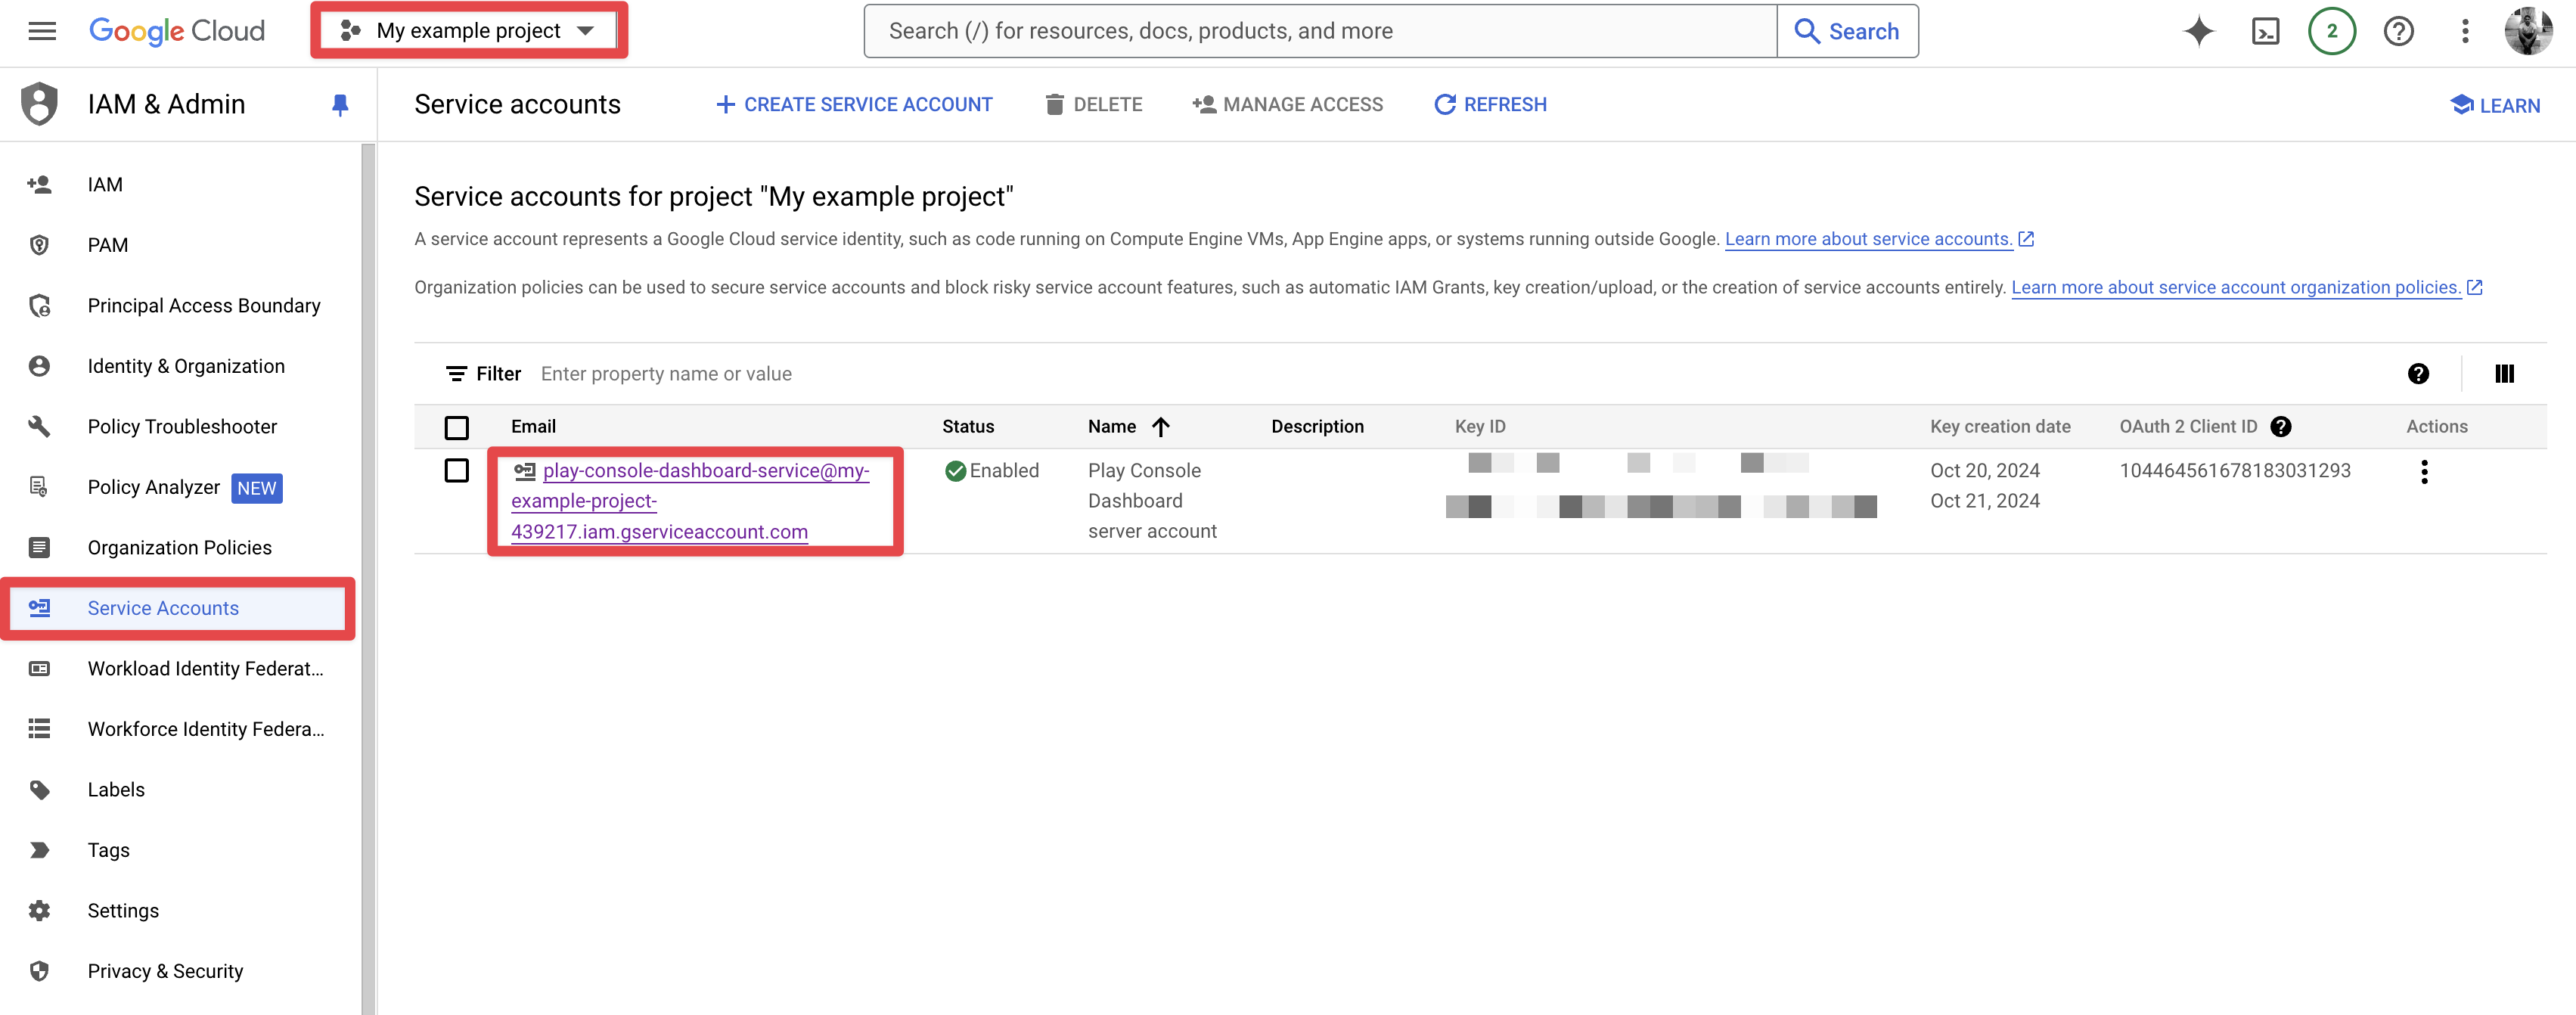 Google Cloud
My example project
Search (/) for resources, docs, products, and more
Search
2
IAM & Admin
Service accounts
CREATE SERVICE ACCOUNT
DELETE
MANAGE ACCESS
REFRESH
LEARN
IAM
PAM
Principal Access Boundary
Identity & Organization
Policy Troubleshooter
Policy Analyzer NEW
Organization Policies
Service Accounts
Workload Identity Federat...
Workforce Identity Federa...
Labels
Tags
Settings
Privacy & Security
Service accounts for project "My example project"
A service account represents a Google Cloud service identity, such as code running on Compute Engine VMs, App Engine apps, or systems running outside Google. Learn more about service accounts.
Organization policies can be used to secure service accounts and block risky service account features, such as automatic IAM Grants, key creation/upload, or the creation of service accounts entirely. Learn more about service account organization policies.
Filter Enter property name or value
Email Status Name Description Key ID Key creation date OAuth 2 Client ID Actions
play-console-dashboard-service@my-
example-project-
439217.iam.gserviceaccount.com
Enabled
Play Console
Dashboard
server account
Oct 20, 2024
Oct 21, 2024
104464561678183031293